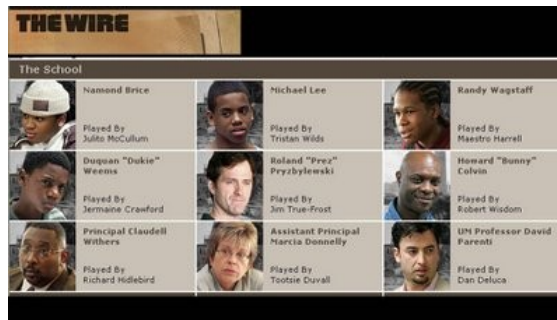 THE WIRE
The School
Namond Brice
Played By
Julito McCullum
Michael Lee
Played By
Tristan Wilds
Randy Wagstaff
Played By
Maestro Harrell
Duquan "Dukie"
Weems
Played By
Jermaine Crawford
Roland "Prez"
Pryzbylewski
Played By
Jim True-Frost
Howard "Bunny"
Colvin
Played By
Robert Wisdom
Principal Claudell
Withers
Played By
Richard Hidlebird
Assistant Principal
Marcia Donnelly
Played By
Tootsie Duvall
UM Professor David
Parenti
Played By
Dan Deluca